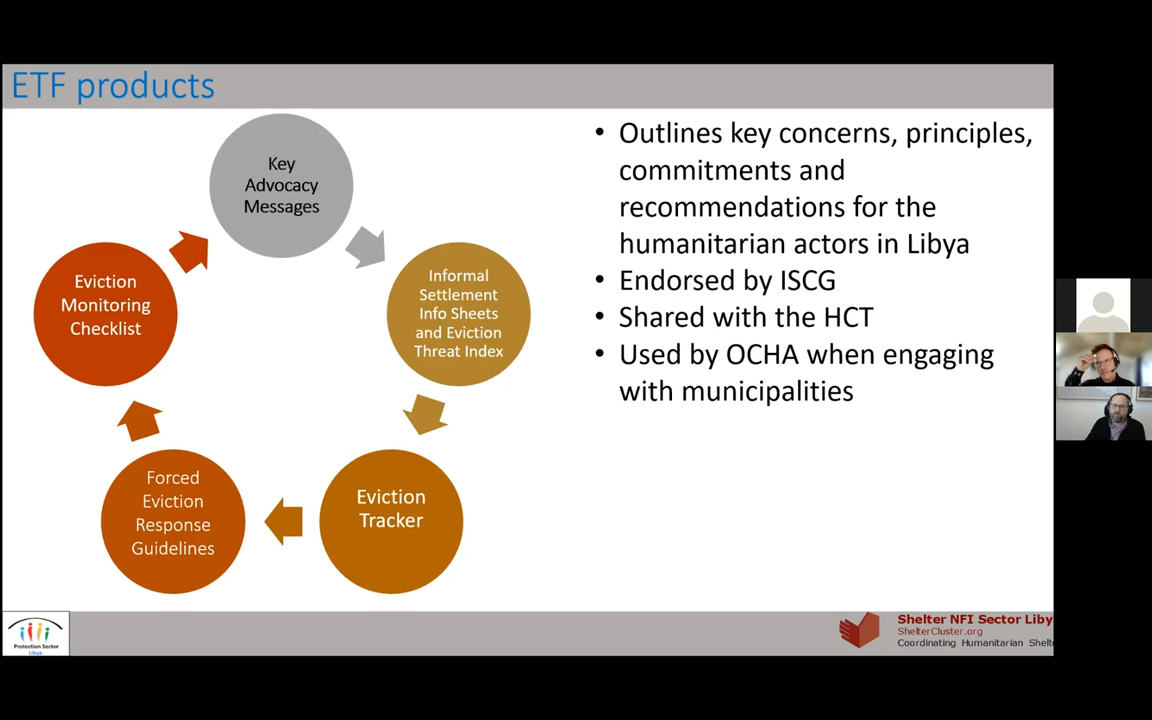 ETF products
Key
Advocacy
Messages
Informal
Settlement
Info Sheets
and Eviction
Threat Index
Eviction
Tracker
Forced
Eviction
Response
Guidelines
Eviction
Monitoring
Checklist
• Outlines key concerns, principles,
commitments and
recommendations for the
humanitarian actors in Libya
• Endorsed by ISCG
• Shared with the HCT
• Used by OCHA when engaging
with municipalities
Protection Sector
Libya
Shelter NFI Sector Liby
ShelterCluster.org
Coordinating Humanitarian Shelt